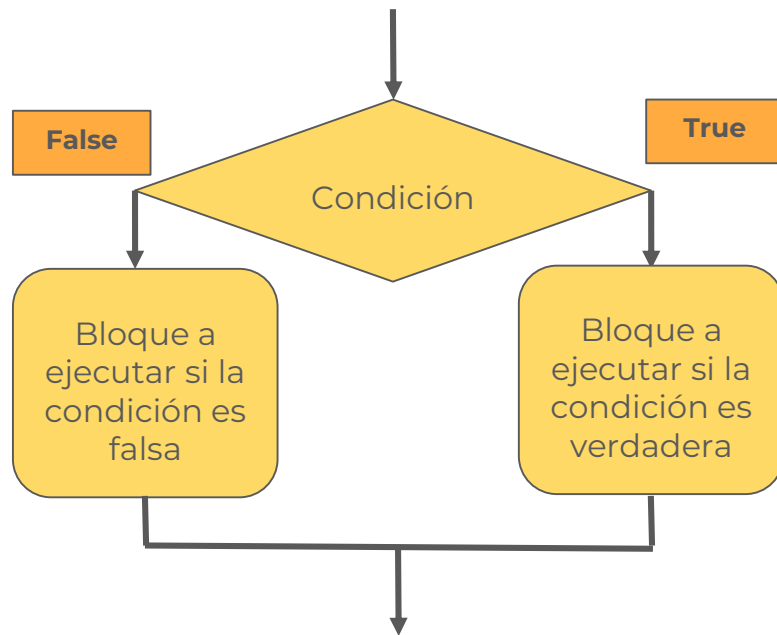 False
True
Condición
Bloque a
ejecutar si la
condición es
falsa
Bloque a
ejecutar si la
condición es
verdadera